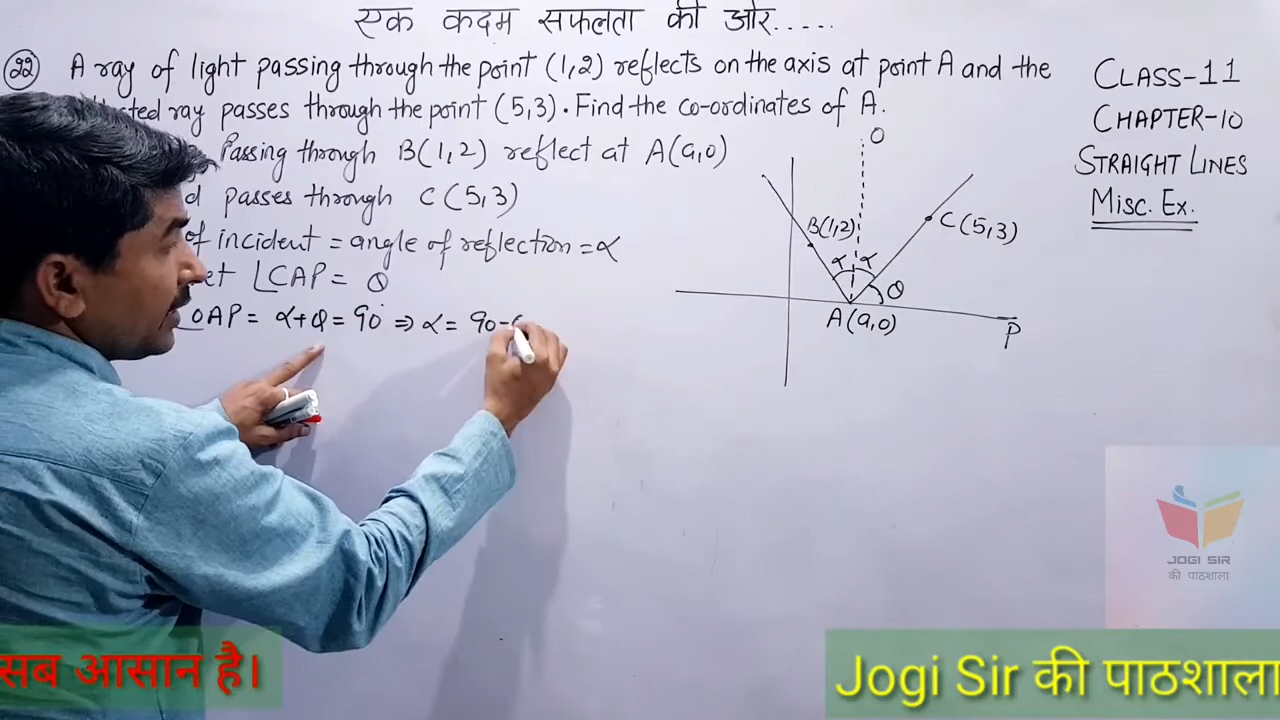 एक कदम सफलता की ओर.....
22 A ray of light passing through the point (1,2) reflects on the axis at point A and the
ray passes through the point (5,3). Find the co-ordinates of A.
Passing through B(1,2) reflect at A(a,0)
passes through C(5,3)
of incident = angle of reflection = α
∠CAP = θ
∠OAP = α+θ = 90° ⇒ α = 90-
O
B(1,2)
C(5,3)
α α
θ
A(a,0)
P
CLASS-11
CHAPTER-10
STRAIGHT LINES
Misc. Ex.
JOGI SIR
की पाठशाला
सब आसान है।
Jogi Sir की पाठशाला